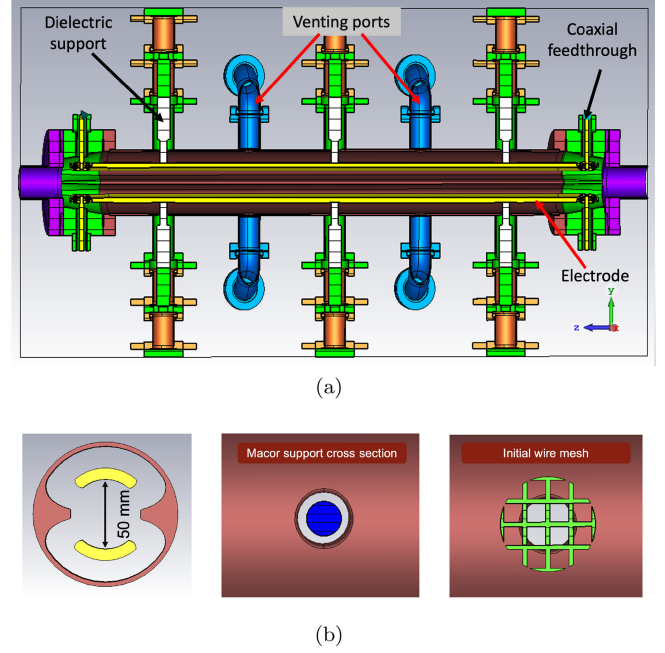 Dielectric
support
Venting ports
Coaxial
feedthrough
Electrode
y
z
x
(a)
50 mm
Macor support cross section
Initial wire mesh
(b)